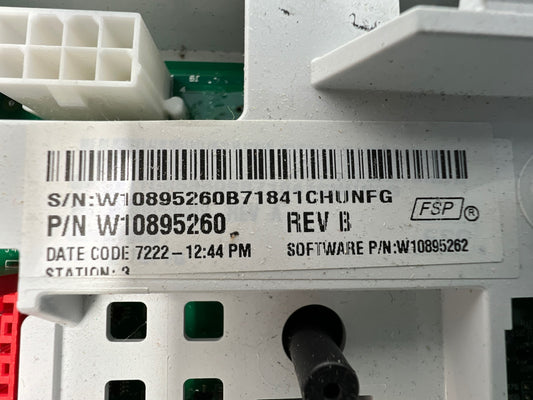 S/N:W10895260B71841CHUNFG
P/N W10895260 REV B
FSP ®
DATE CODE 7222-12:44 PM SOFTWARE P/N:W10895262
STATION: 3